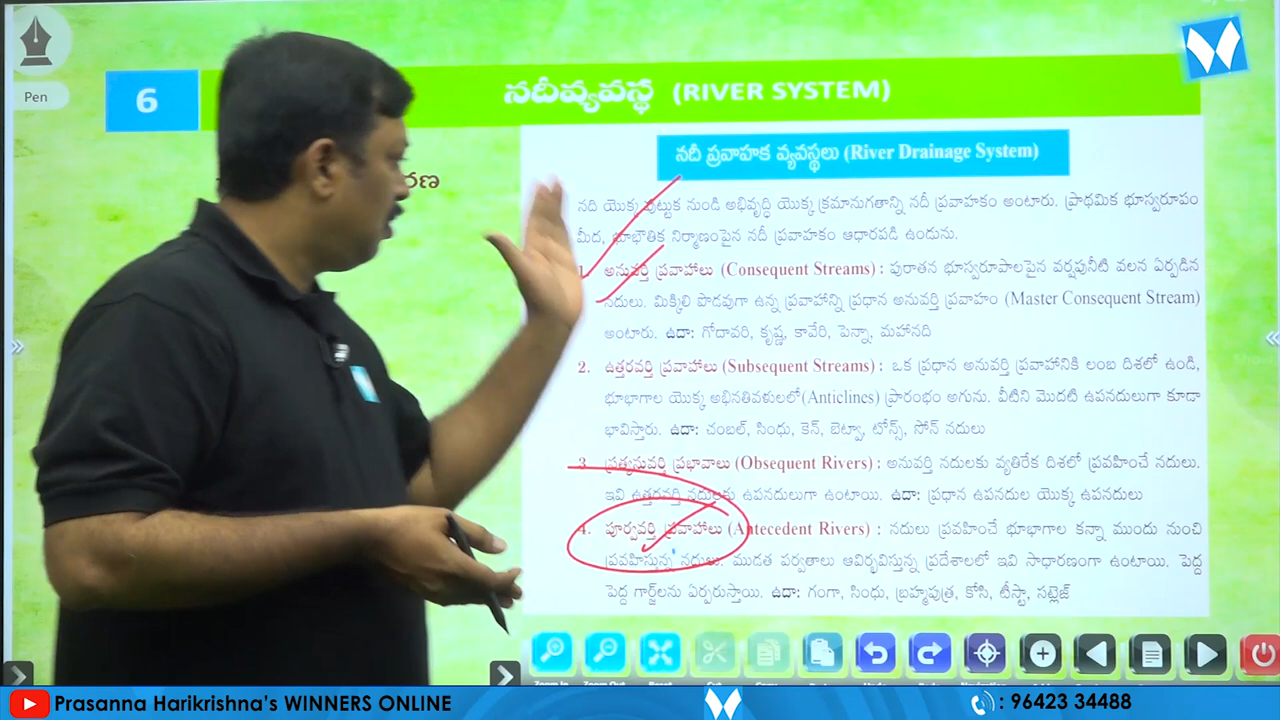 Pen
6
నదీవ్యవస్థ (RIVER SYSTEM)
రణ
నదీ ప్రవాహక వ్యవస్థలు (River Drainage System)
నది యొక్క పుట్టుక నుండి అభివృద్ధి యొక్క క్రమానుగతాన్ని నదీ ప్రవాహకం అంటారు. ప్రాథమిక భూస్వరూపం
మీద, భూభౌతిక నిర్మాణంపైన నదీ ప్రవాహకం ఆధారపడి ఉండును.
1. అనువర్తి ప్రవాహాలు (Consequent Streams) : పురాతన భూస్వరూపాలపైన వర్షపునీటి వలన ఏర్పడిన
నదులు. మిక్కిలి పొడవుగా ఉన్న ప్రవాహాన్ని ప్రధాన అనువర్తి ప్రవాహం (Master Consequent Stream)
అంటారు. ఉదా: గోదావరి, కృష్ణ, కావేరి, పెన్నా, మహానది
2. ఉత్తరవర్తి ప్రవాహాలు (Subsequent Streams) : ఒక ప్రధాన అనువర్తి ప్రవాహానికి లంబ దిశలో ఉండి,
భూభాగాల యొక్క అభినతివళులలో(Anticlines) ప్రారంభం అగును. వీటిని మొదటి ఉపనదులుగా కూడా
భావిస్తారు. ఉదా: చంబల్, సింధు, కెన్, బెట్వా, టోన్స్, సోన్ నదులు
3. ప్రత్యనువర్తి ప్రభావాలు (Obsequent Rivers) : అనువర్తి నదులకు వ్యతిరేక దిశలో ప్రవహించే నదులు.
ఇవి ఉత్తరవర్తి నదులకు ఉపనదులుగా ఉంటాయి. ఉదా: ప్రధాన ఉపనదుల యొక్క ఉపనదులు
4. పూర్వవర్తి ప్రవాహాలు (Antecedent Rivers) : నదులు ప్రవహించే భూభాగాల కన్నా ముందు నుంచి
ప్రవహిస్తున్న నదులు. ముడత పర్వతాలు ఆవిర్భవిస్తున్న ప్రదేశాలలో ఇవి సాధారణంగా ఉంటాయి. పెద్ద
పెద్ద గార్జ్‌లను ఏర్పరుస్తాయి. ఉదా: గంగా, సింధు, బ్రహ్మపుత్ర, కోసి, టీస్టా, సట్లెజ్
Prasanna Harikrishna's WINNERS ONLINE
: 96423 34488